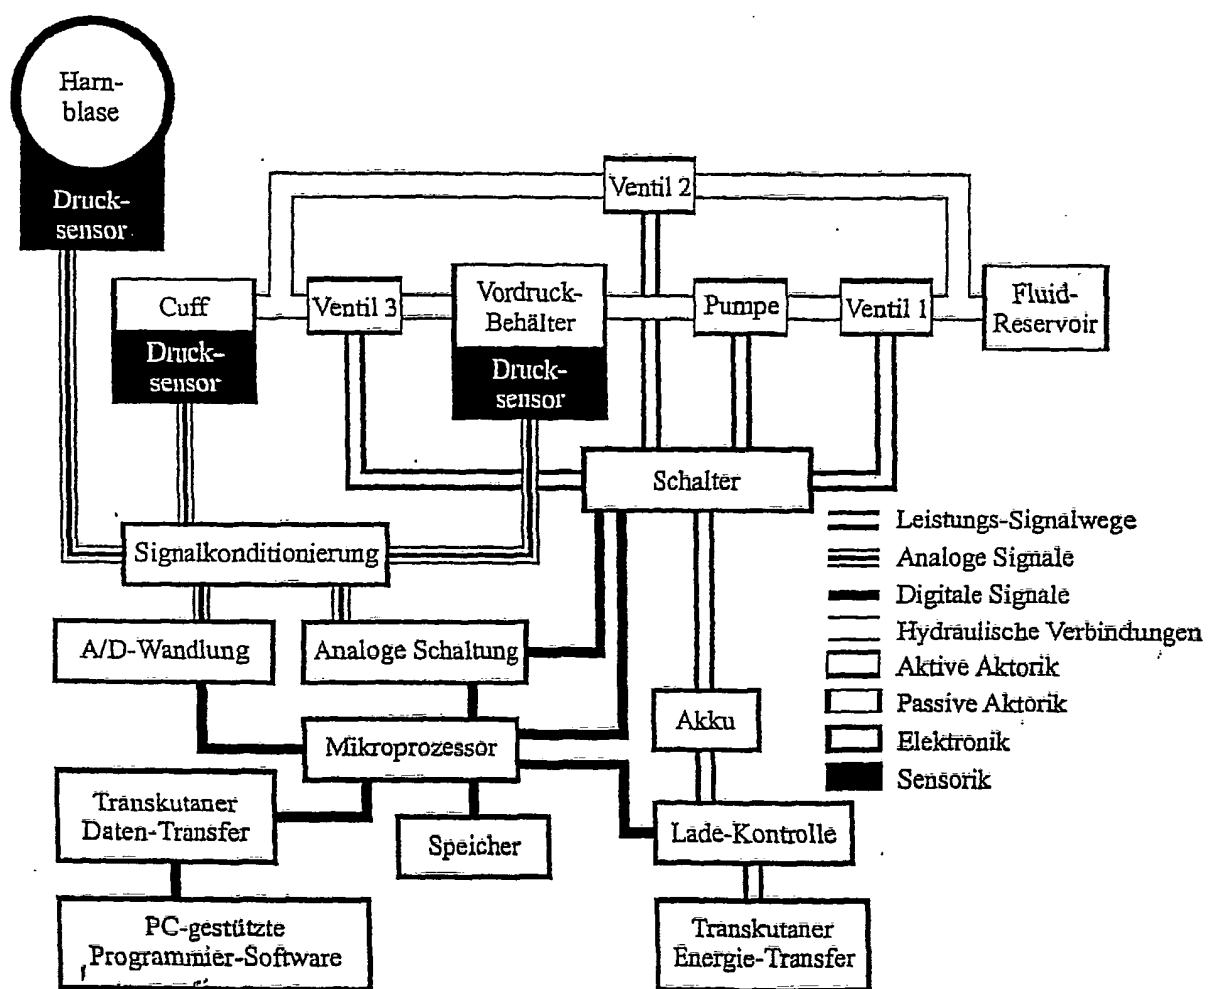 Harn-
blase
Druck-
sensor
Ventil 2
Cuff
Druck-
sensor
Ventil 3
Vordruck-
Behälter
Druck-
sensor
Pumpe
Ventil 1
Fluid-
Reservoir
Schalter
Signalkonditionierung
A/D-Wandlung
Analoge Schaltung
Leistungs-Signalwege
Analoge Signale
Digitale Signale
Hydraulische Verbindungen
Aktive Aktorik
Passive Aktorik
Elektronik
Sensorik
Akku
Mikroprozessor
Transkutaner
Daten-Transfer
Speicher
Lade-Kontrolle
PC-gestützte
Programmier-Software
Transkutaner
Energie-Transfer